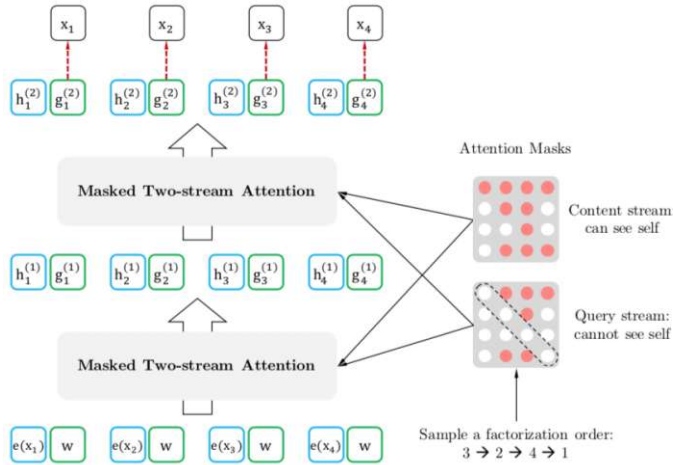 x₁ x₂ x₃ x₄
h₁⁽²⁾ g₁⁽²⁾ h₂⁽²⁾ g₂⁽²⁾ h₃⁽²⁾ g₃⁽²⁾ h₄⁽²⁾ g₄⁽²⁾
Attention Masks
Masked Two-stream Attention
Content stream:
can see self
h₁⁽¹⁾ g₁⁽¹⁾ h₂⁽¹⁾ g₂⁽¹⁾ h₃⁽¹⁾ g₃⁽¹⁾ h₄⁽¹⁾ g₄⁽¹⁾
Query stream:
cannot see self
Masked Two-stream Attention
e(x₁) w e(x₂) w e(x₃) w e(x₄) w
Sample a factorization order:
3 → 2 → 4 → 1